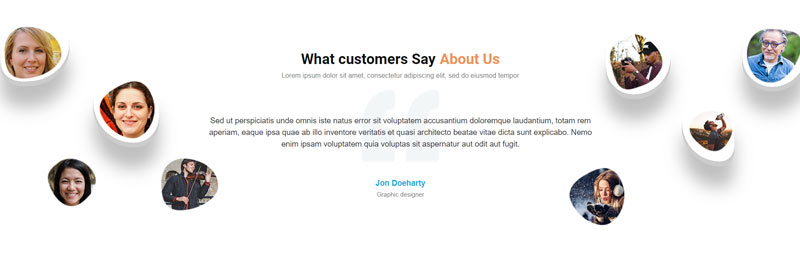 What customers Say About Us
Lorem ipsum dolor sit amet, consectetur adipiscing elit, sed do eiusmod tempor
Sed ut perspiciatis unde omnis iste natus error sit voluptatem accusantium doloremque laudantium, totam rem
aperiam, eaque ipsa quae ab illo inventore veritatis et quasi architecto beatae vitae dicta sunt explicabo. Nemo
enim ipsam voluptatem quia voluptas sit aspernatur aut odit aut fugit.
Jon Doeharty
Graphic designer